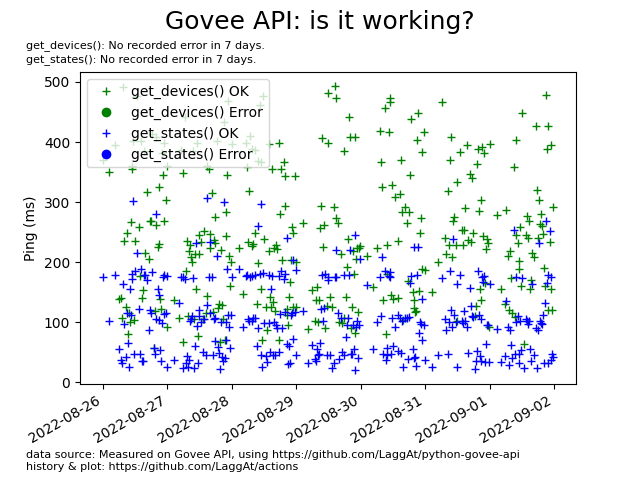 Govee API: is it working?
get_devices(): No recorded error in 7 days.
get_states(): No recorded error in 7 days.
get_devices() OK
get_devices() Error
get_states() OK
get_states() Error
Ping (ms)
500
400
300
200
100
0
2022-08-26
2022-08-27
2022-08-28
2022-08-29
2022-08-30
2022-08-31
2022-09-01
2022-09-02
data source: Measured on Govee API, using https://github.com/LaggAt/python-govee-api
history & plot: https://github.com/LaggAt/actions